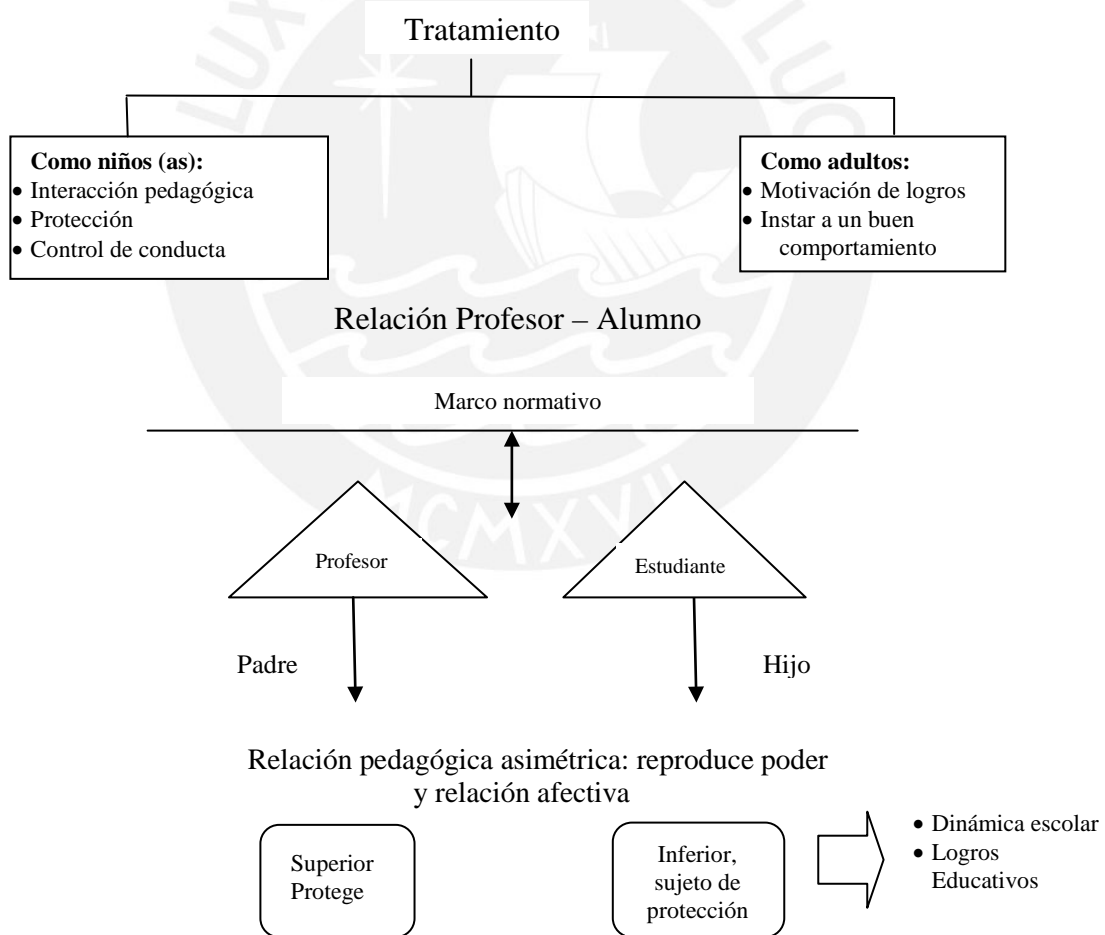 Tratamiento
Como niños (as):
• Interacción pedagógica
• Protección
• Control de conducta
Como adultos:
• Motivación de logros
• Instar a un buen
comportamiento
Relación Profesor – Alumno
Marco normativo
MCMXVII
Profesor
Estudiante
Padre
Hijo
Relación pedagógica asimétrica: reproduce poder
y relación afectiva
Superior
Protege
Inferior,
sujeto de
protección
• Dinámica escolar
• Logros
Educativos